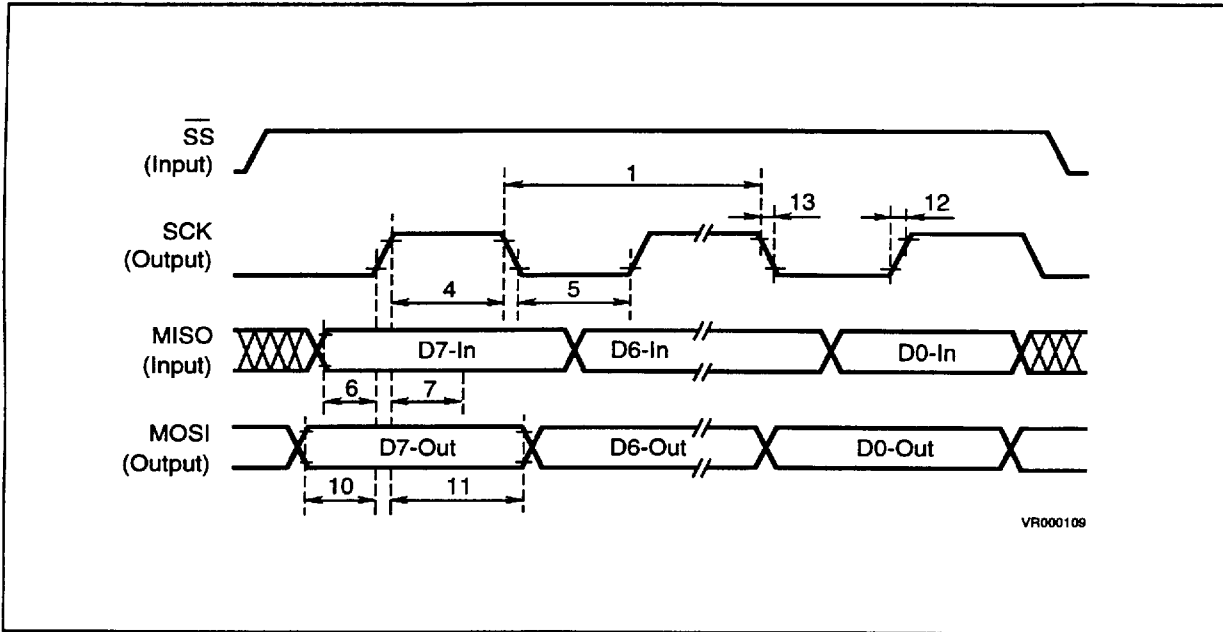 SS
(Input)
1
13
12
SCK
(Output)
4
5
MISO
(Input)
D7-In
D6-In
D0-In
6
7
MOSI
(Output)
D7-Out
D6-Out
D0-Out
10
11
VR000109